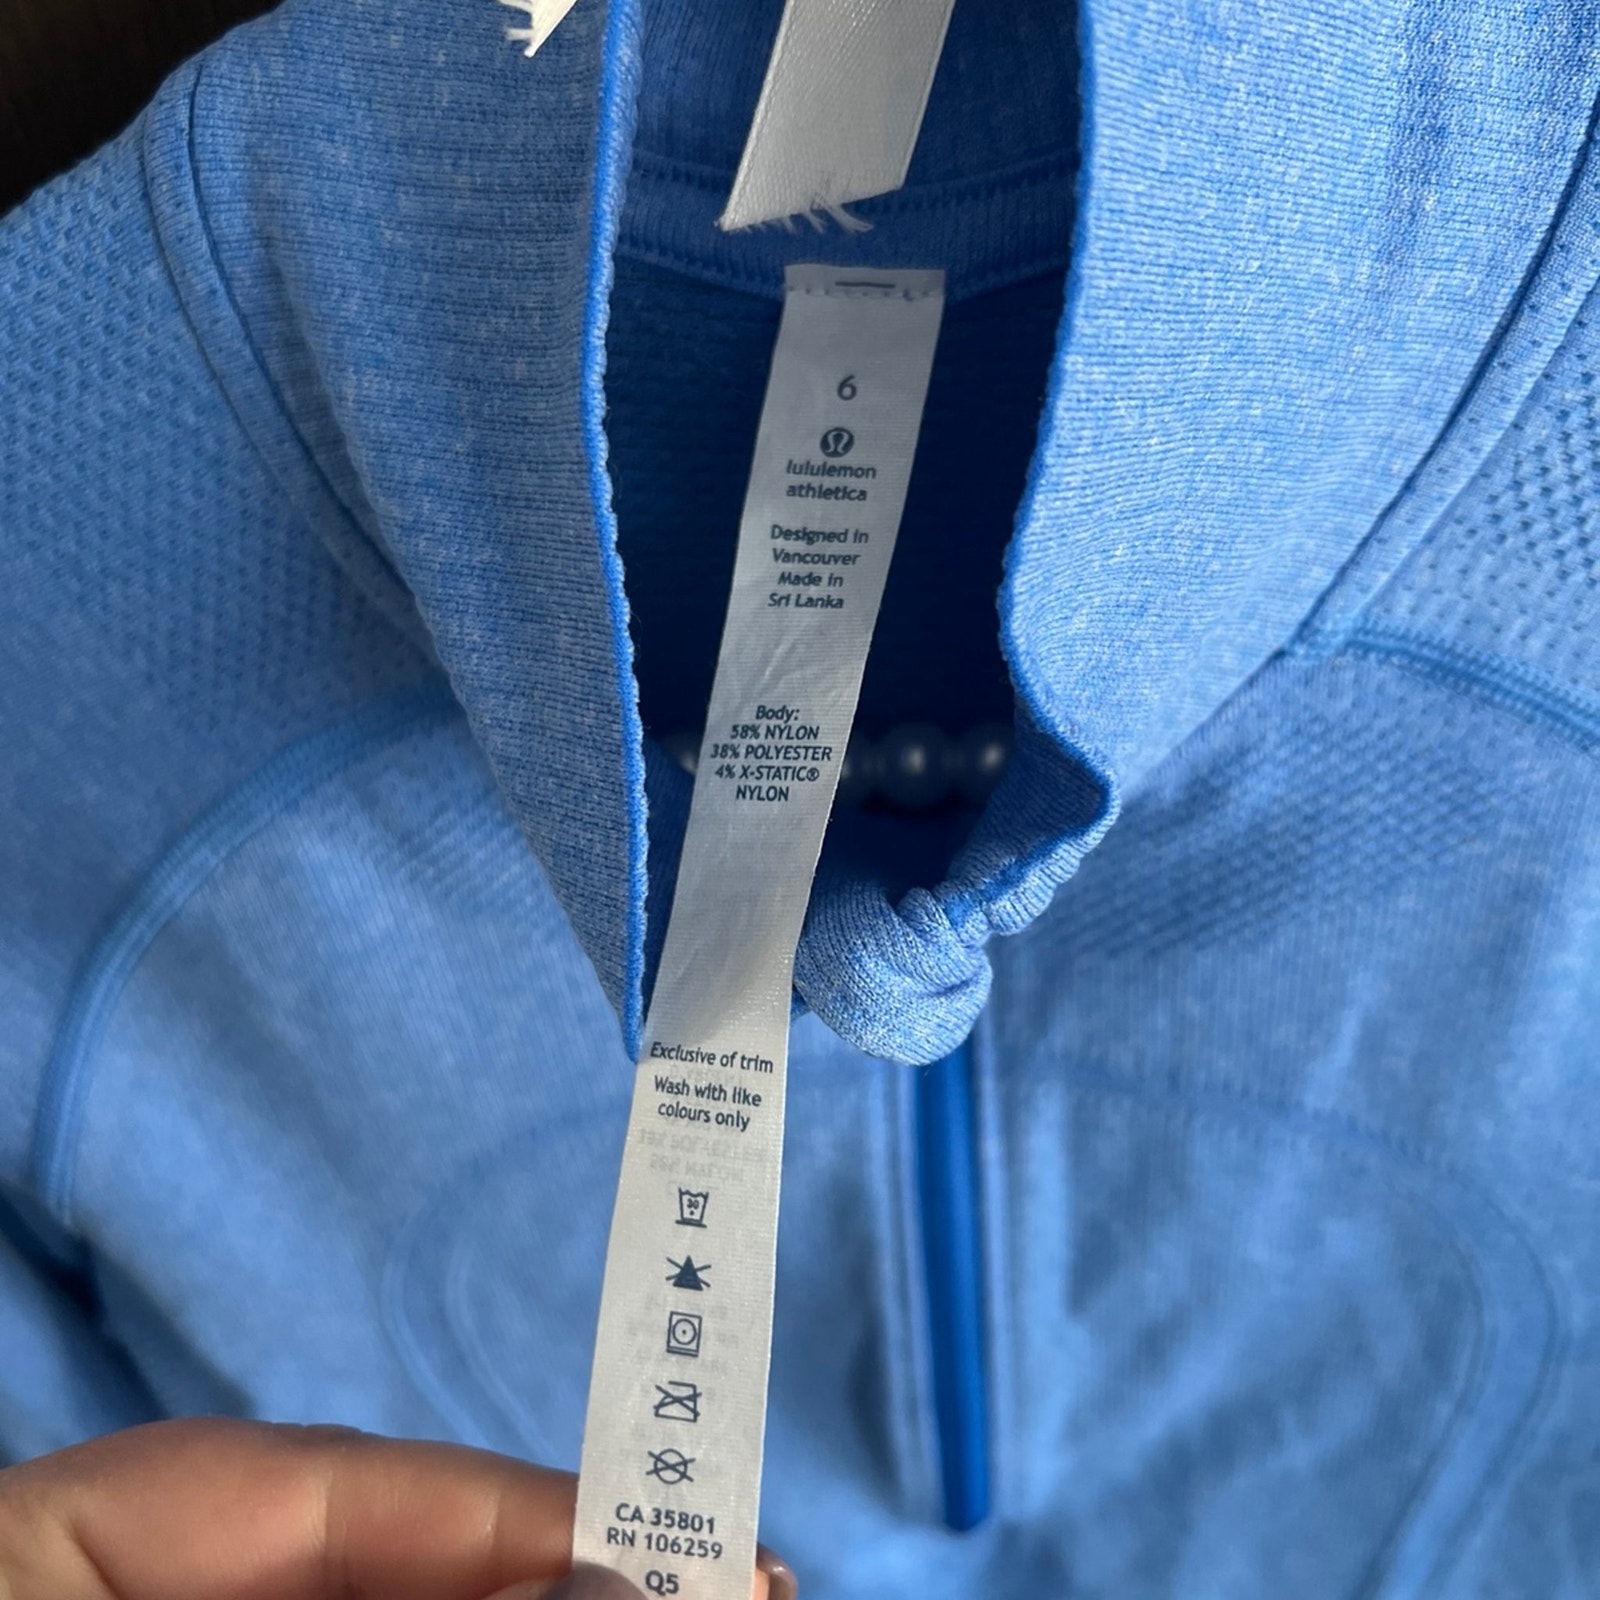 6
lululemon
athletica
Designed in
Vancouver
Made in
Sri Lanka
Body:
58% NYLON
38% POLYESTER
4% X-STATIC®
NYLON
Exclusive of trim
Wash with like
colours only
30
CA 35801
RN 106259
Q5